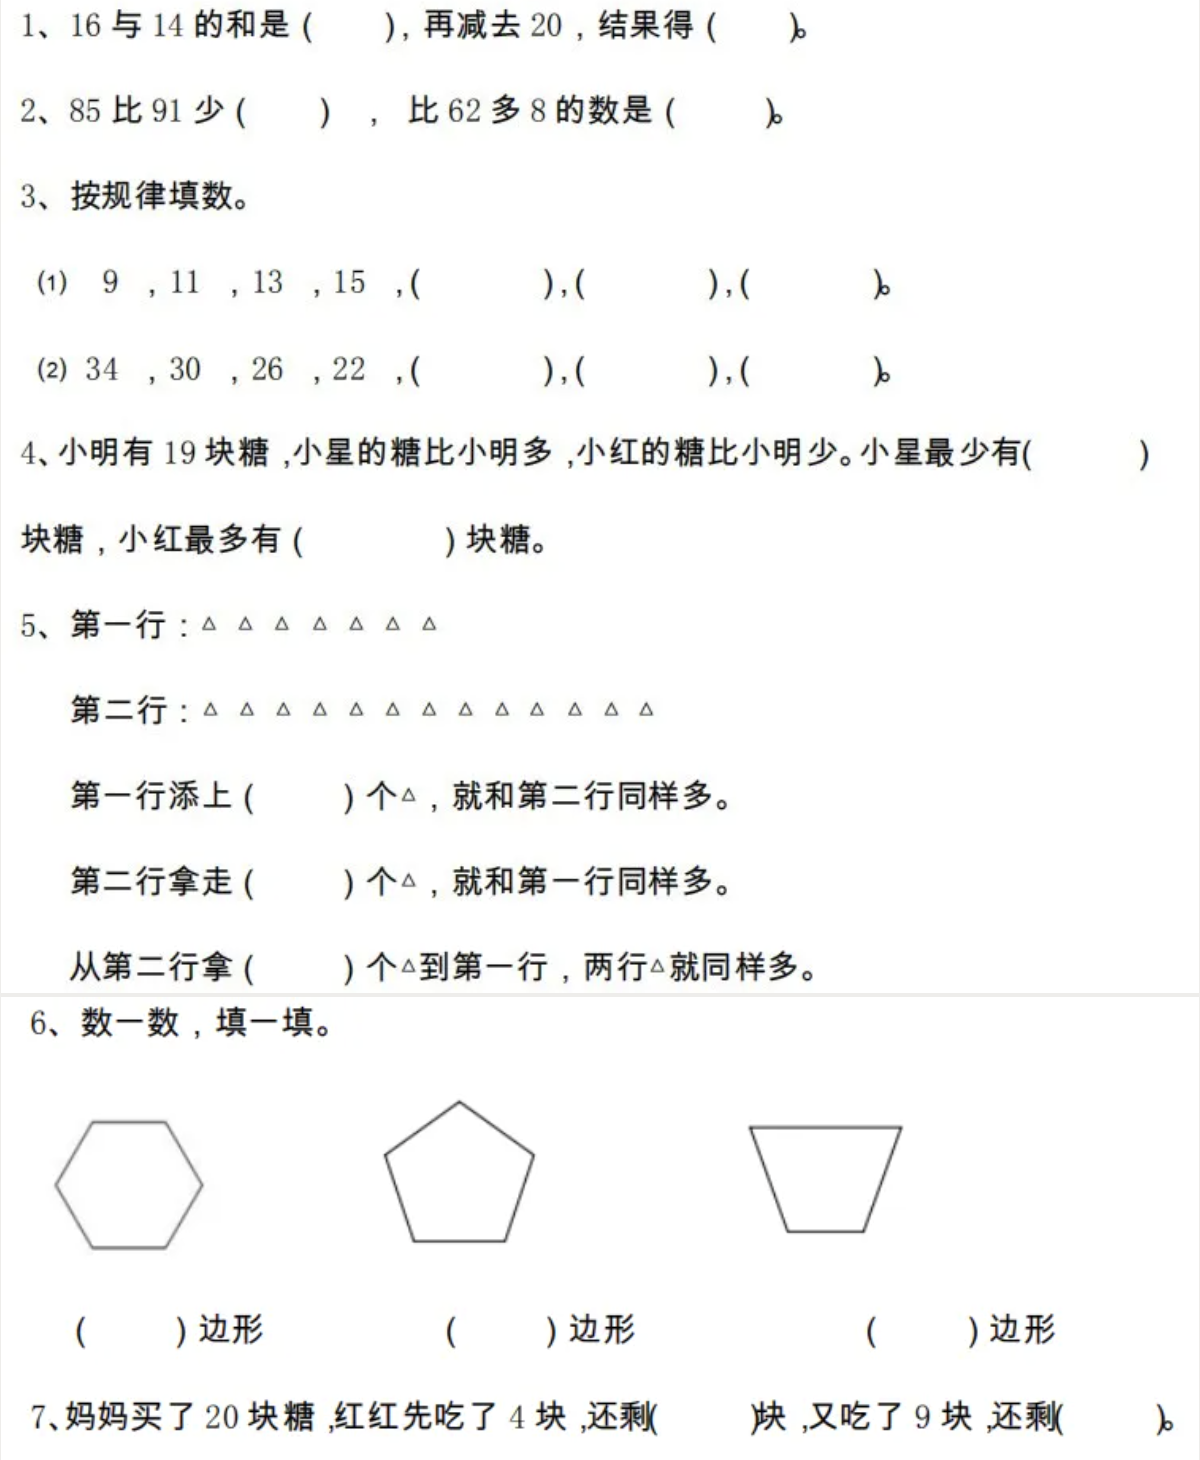 1、16 与 14 的和是 (    ), 再减去 20 , 结果得 (    )。
2、85 比 91 少 (    ) , 比 62 多 8 的数是 (    )。
3、按规律填数。
⑴ 9 ,11 ,13 ,15 ,(    ),(    ),(    )。
⑵ 34 ,30 ,26 ,22 ,(    ),(    ),(    )。
4、小明有 19 块糖 ,小星的糖比小明多 ,小红的糖比小明少。小星最少有(    )
块糖 , 小红最多有 (    ) 块糖。
5、第一行 : △ △ △ △ △ △ △
第二行 : △ △ △ △ △ △ △ △ △ △ △ △ △
第一行添上 (    ) 个△ , 就和第二行同样多。
第二行拿走 (    ) 个△ , 就和第一行同样多。
从第二行拿 (    ) 个△到第一行 , 两行△就同样多。
6、数一数 , 填一填。
(    ) 边形 (    ) 边形 (    ) 边形
7、妈妈买了 20 块糖 ,红红先吃了 4 块 ,还剩(    )块 ,又吃了 9 块 ,还剩(    )。